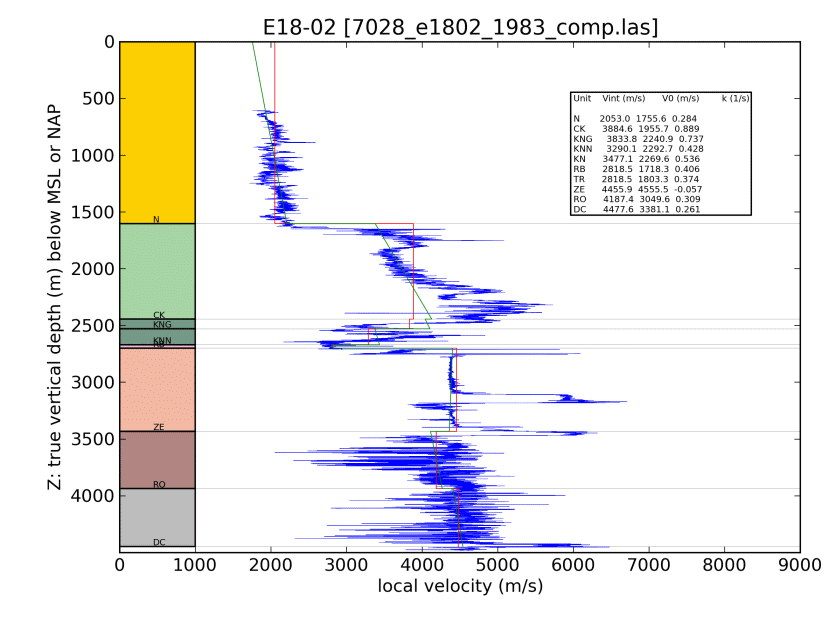 E18-02 [7028_e1802_1983_comp.las]
Z: true vertical depth (m) below MSL or NAP
0
500
1000
1500
2000
2500
3000
3500
4000
N
CK
KNG
KNN
ZE
RO
DC
Unit Vint (m/s) V0 (m/s) k (1/s)
N 2053.0 1755.6 0.284
CK 3884.6 1955.7 0.889
KNG 3833.8 2240.9 0.737
KNN 3290.1 2292.7 0.428
KN 3477.1 2269.6 0.536
RB 2818.5 1718.3 0.406
TR 2818.5 1803.3 0.374
ZE 4455.9 4555.5 -0.057
RO 4187.4 3049.6 0.309
DC 4477.6 3381.1 0.261
0 1000 2000 3000 4000 5000 6000 7000 8000 9000
local velocity (m/s)